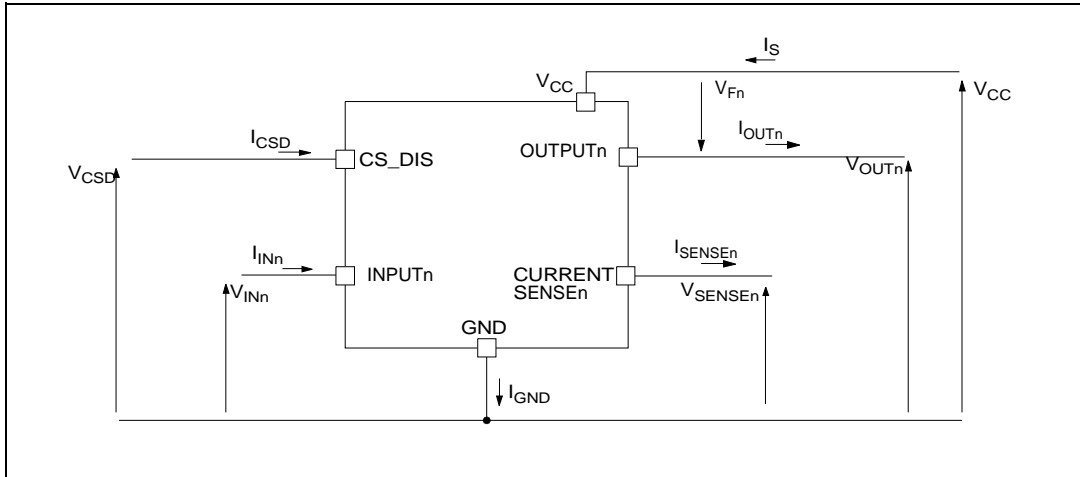 I_S
V_CC
V_Fn
V_CC
I_CSD
OUTPUTn
I_OUTn
CS_DIS
V_CSD
V_OUTn
I_INn
INPUTn
CURRENT
SENSEn
I_SENSEn
V_INn
V_SENSEn
GND
I_GND